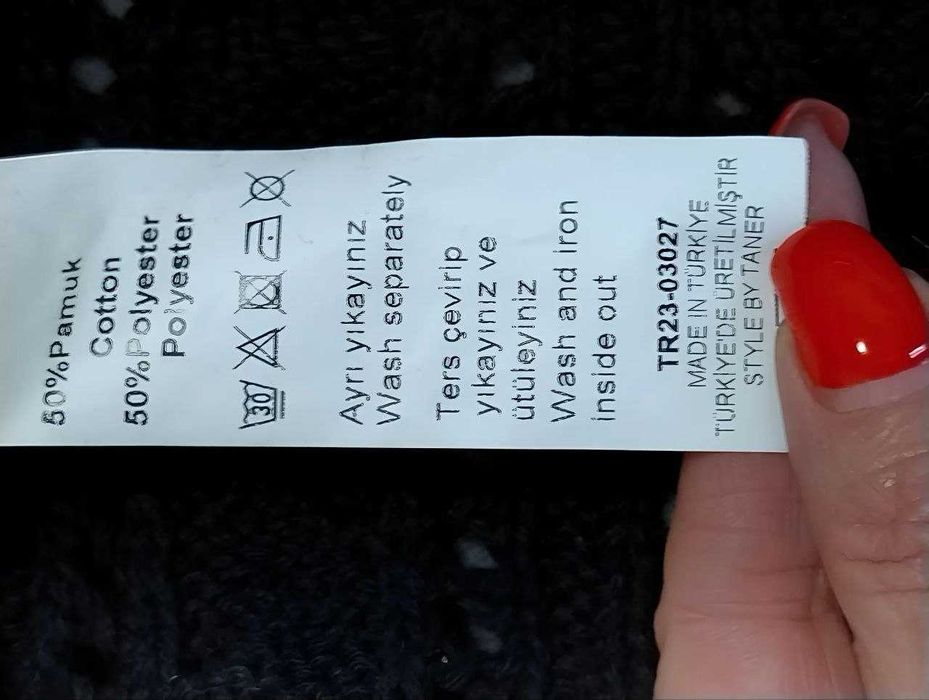 50%Pamuk
Cotton
50%Polyester
Polyester
30
Ayrı yıkayınız
Wash separately
Ters çevirip
yıkayınız ve
ütüleyiniz
Wash and iron
inside out
TR23-03027
MADE IN TÜRKİYE
TÜRKİYE'DE ÜRETİLMİŞTİR
STYLE BY TANER